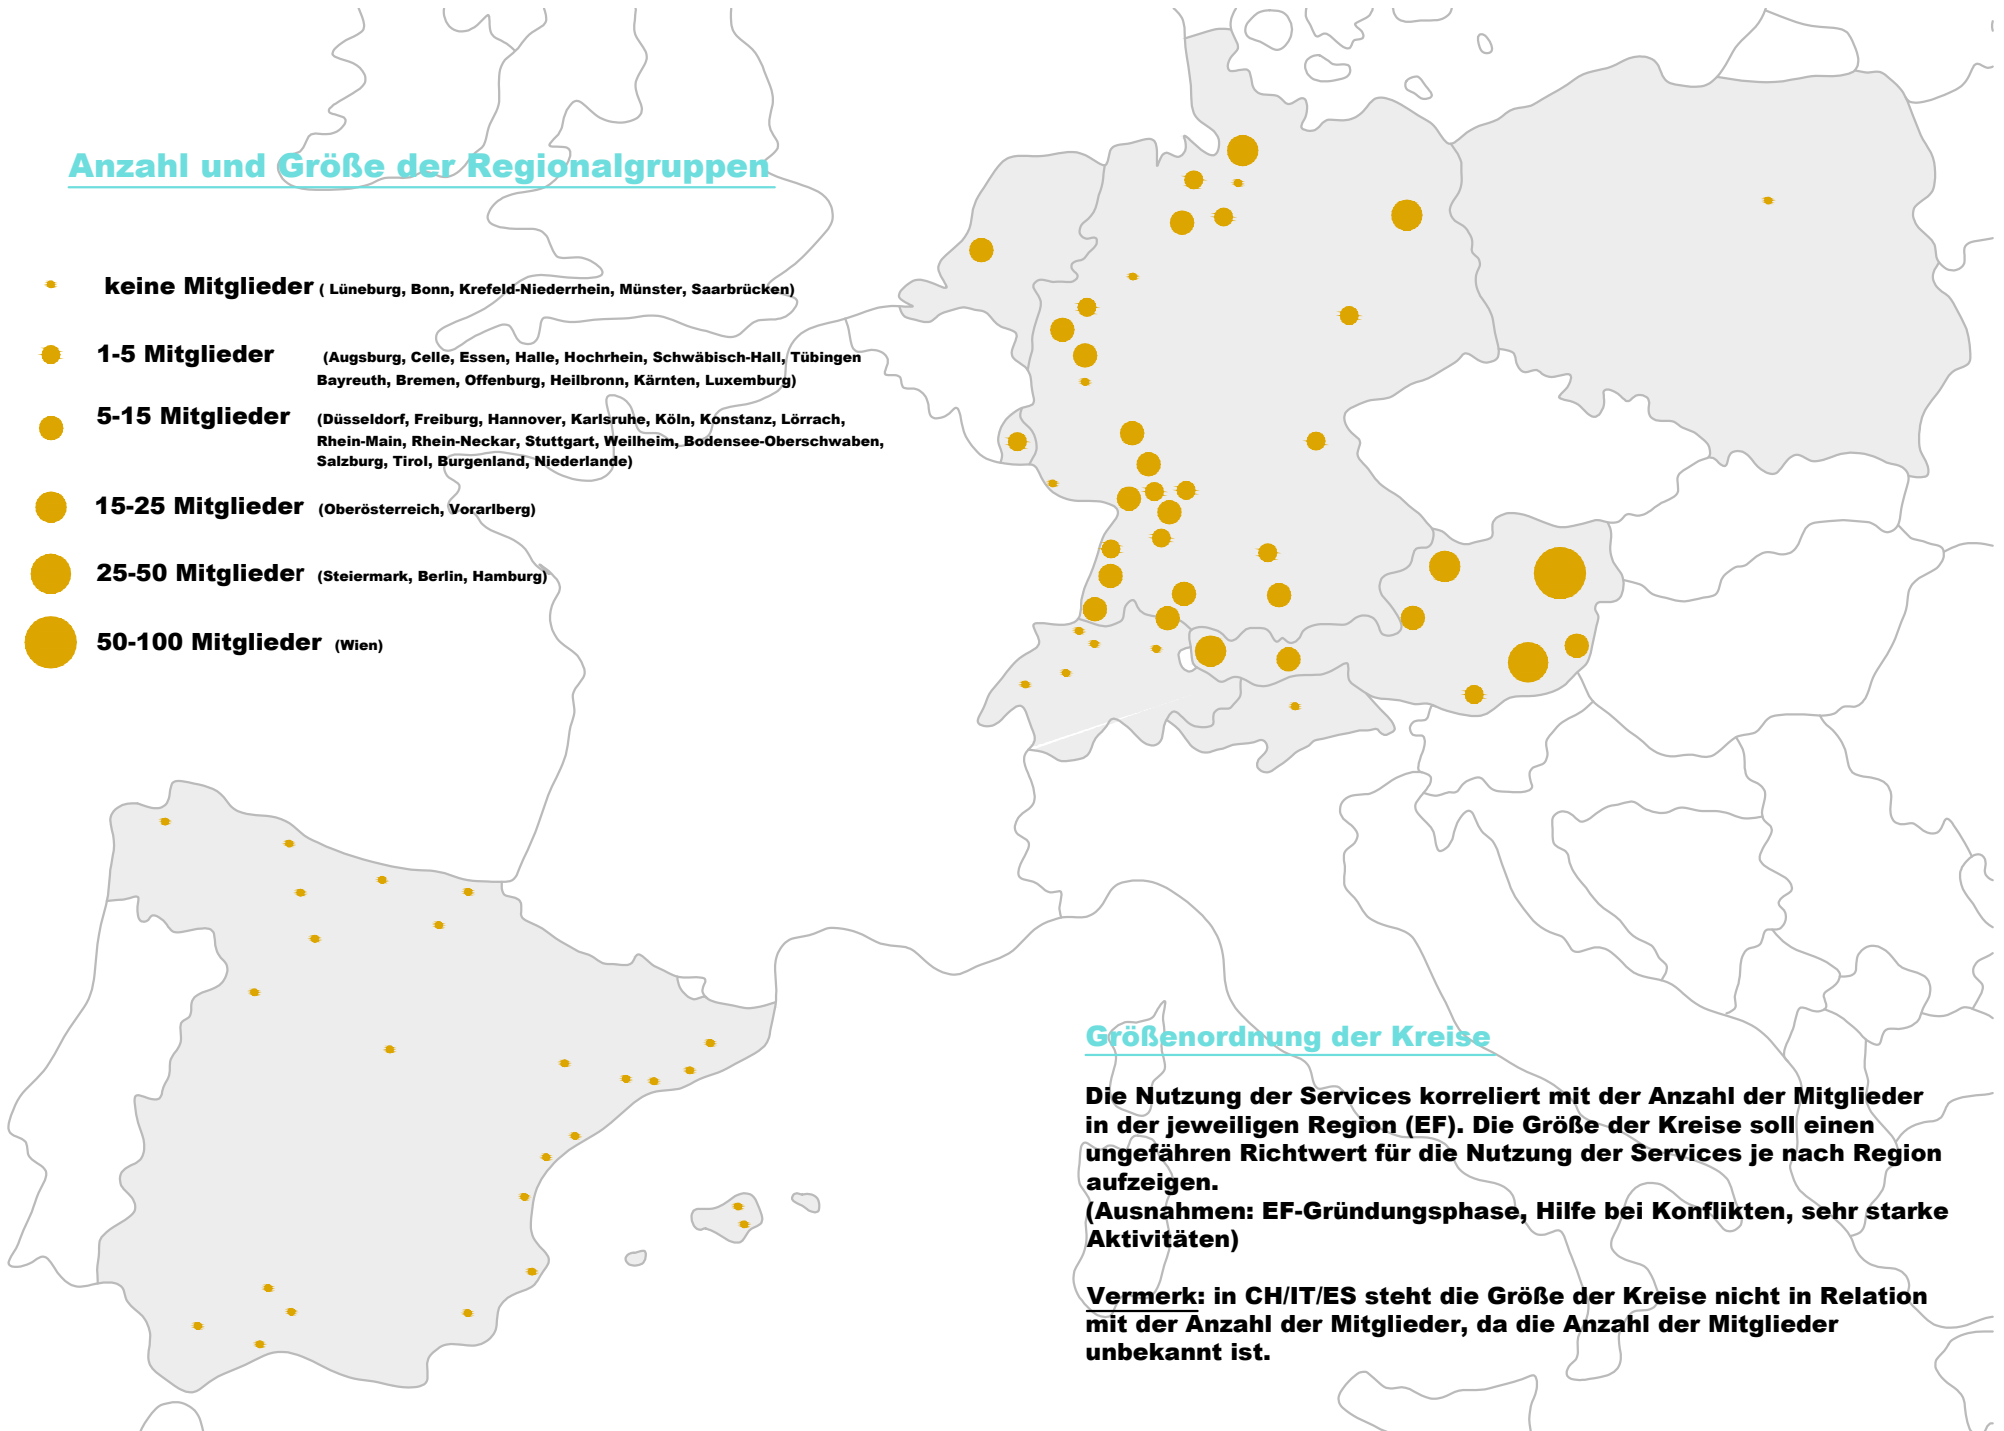 Anzahl und Größe der Regionalgruppen
keine Mitglieder ( Lüneburg, Bonn, Krefeld-Niederrhein, Münster, Saarbrücken)
1-5 Mitglieder (Augsburg, Celle, Essen, Halle, Hochrhein, Schwäbisch-Hall, Tübingen
Bayreuth, Bremen, Offenburg, Heilbronn, Kärnten, Luxemburg)
5-15 Mitglieder (Düsseldorf, Freiburg, Hannover, Karlsruhe, Köln, Konstanz, Lörrach,
Rhein-Main, Rhein-Neckar, Stuttgart, Weilheim, Bodensee-Oberschwaben,
Salzburg, Tirol, Burgenland, Niederlande)
15-25 Mitglieder (Oberösterreich, Vorarlberg)
25-50 Mitglieder (Steiermark, Berlin, Hamburg)
50-100 Mitglieder (Wien)
Größenordnung der Kreise
Die Nutzung der Services korreliert mit der Anzahl der Mitglieder
in der jeweiligen Region (EF). Die Größe der Kreise soll einen
ungefähren Richtwert für die Nutzung der Services je nach Region
aufzeigen.
(Ausnahmen: EF-Gründungsphase, Hilfe bei Konflikten, sehr starke
Aktivitäten)
Vermerk: in CH/IT/ES steht die Größe der Kreise nicht in Relation
mit der Anzahl der Mitglieder, da die Anzahl der Mitglieder
unbekannt ist.